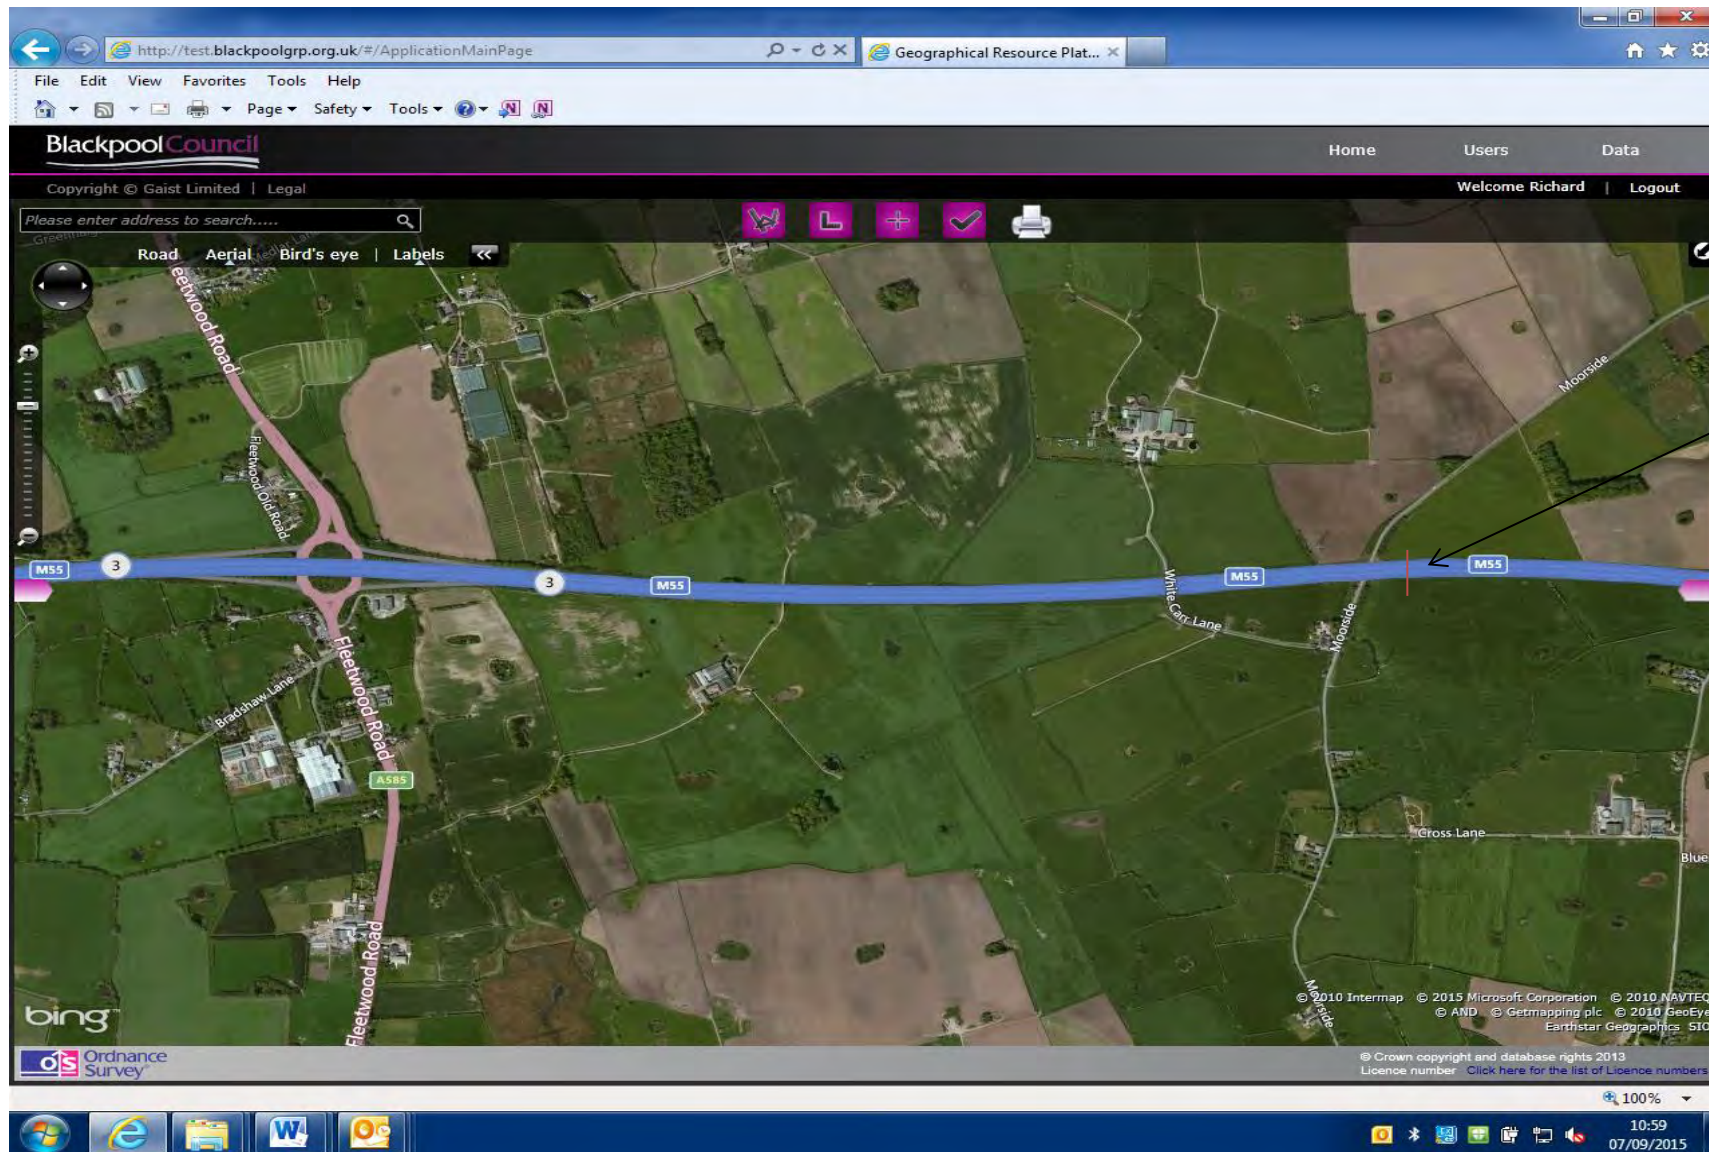 http://test.blackpoolgrp.org.uk/#/ApplicationMainPage
Geographical Resource Plat...
File Edit View Favorites Tools Help
Page Safety Tools
BlackpoolCouncil
Home Users Data
Copyright © Gaist Limited | Legal
Welcome Richard | Logout
Please enter address to search.....
Road Aerial Bird's eye | Labels
Fleetwood Road
Moorside
Fleetwood Old Road
M55
3
3
M55
M55
M55
White Carr Lane
Moorside
Fleetwood Road
Bradshaw Lane
A585
Cross Lane
Blue
Fleetwood Road
Moorside
bing
© 2010 Intermap © 2015 Microsoft Corporation © 2010 NAVTEQ
© AND © Getmapping plc © 2010 GeoEye
Earthstar Geographics SIO
os Ordnance
Survey
© Crown copyright and database rights 2013
Licence number Click here for the list of Licence numbers
100%
10:59
07/09/2015